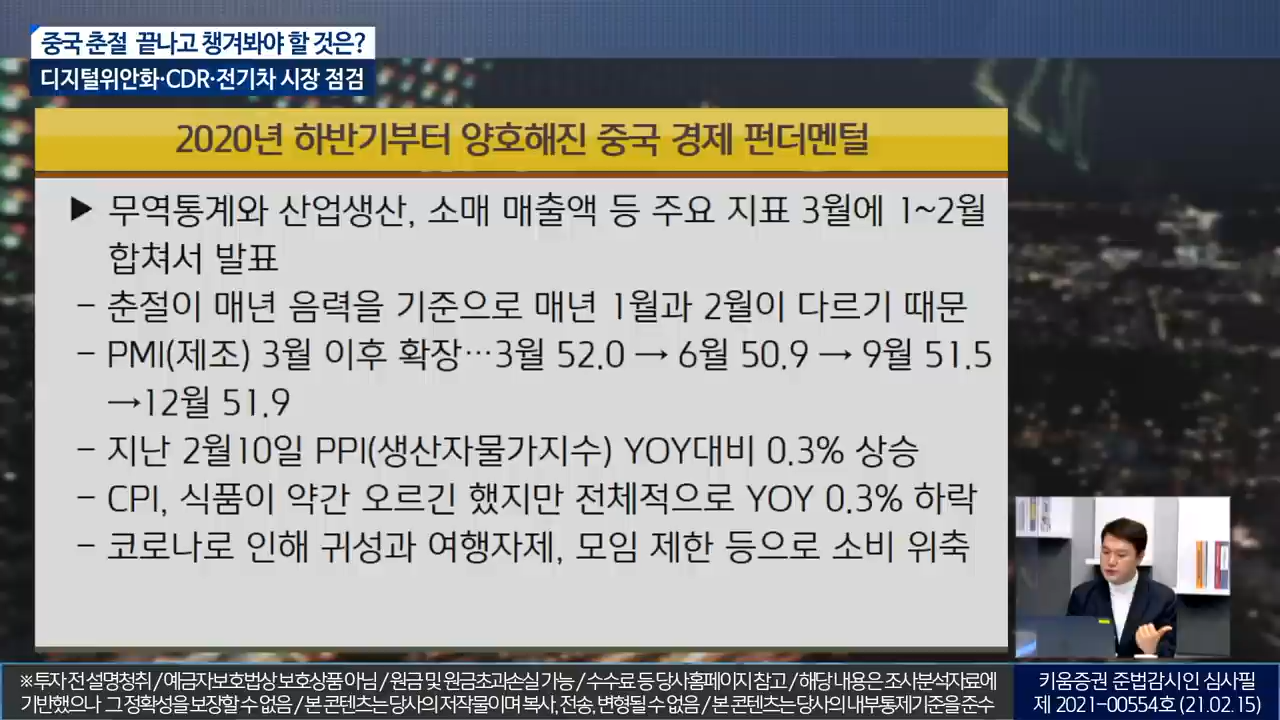 중국 춘절 끝나고 챙겨봐야 할 것은?
디지털위안화·CDR·전기차 시장 점검
2020년 하반기부터 양호해진 중국 경제 펀더멘털
▶ 무역통계와 산업생산, 소매 매출액 등 주요 지표 3월에 1~2월
합쳐서 발표
– 춘절이 매년 음력을 기준으로 매년 1월과 2월이 다르기 때문
– PMI(제조) 3월 이후 확장…3월 52.0 → 6월 50.9 → 9월 51.5
→12월 51.9
– 지난 2월10일 PPI(생산자물가지수) YOY대비 0.3% 상승
– CPI, 식품이 약간 오르긴 했지만 전체적으로 YOY 0.3% 하락
– 코로나로 인해 귀성과 여행자제, 모임 제한 등으로 소비 위축
※ 투자 전 설명청취 / 예금자보호법상 보호상품 아님 / 원금 및 원금초과손실 가능 / 수수료 등 당사홈페이지 참고 / 해당 내용은 조사분석자료에
기반했으나 그 정확성을 보장할 수 없음 / 본 콘텐츠는 당사의 저작물이며 복사, 전송, 변형될 수 없음 / 본 콘텐츠는 당사의 내부통제기준을 준수
키움증권 준법감시인 심사필
제 2021-00554호 (21.02.15)